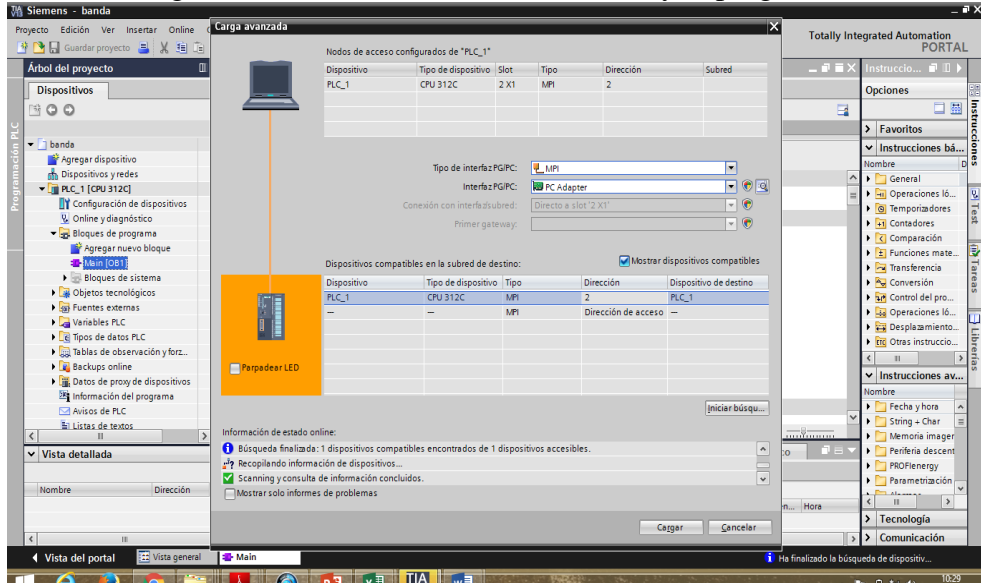 Siemens - banda
Proyecto Edición Ver Insertar Online
Totally Integrated Automation
PORTAL
Guardar proyecto
Árbol del proyecto
Dispositivos
Programación PLC
banda
Agregar dispositivo
Dispositivos y redes
PLC_1 [CPU 312C]
Configuración de dispositivos
Online y diagnóstico
Bloques de programa
Agregar nuevo bloque
Main [OB1]
Bloques de sistema
Objetos tecnológicos
Fuentes externas
Variables PLC
Tipos de datos PLC
Tablas de observación y forz...
Backups online
Datos de proxy de dispositivos
Información del programa
Avisos de PLC
Listas de textos
Vista detallada
Nombre Dirección
Carga avanzada
Nodos de acceso configurados de "PLC_1"
Dispositivo Tipo de dispositivo Slot Tipo Dirección Subred
PLC_1 CPU 312C 2 X1 MPI 2
Tipo de interfaz PG/PC: MPI
Interfaz PG/PC: PC Adapter
Conexión con interfaz/subred: Directo a slot '2 X1'
Primer gateway:
Dispositivos compatibles en la subred de destino:
Mostrar dispositivos compatibles
Dispositivo Tipo de dispositivo Tipo Dirección Dispositivo de destino
PLC_1 CPU 312C MPI 2 PLC_1
— — MPI Dirección de acceso —
Parpadear LED
Iniciar búsqu...
Información de estado online:
Búsqueda finalizada: 1 dispositivos compatibles encontrados de 1 dispositivos accesibles.
Recopilando información de dispositivos...
Scanning y consulta de información concluidos.
Mostrar solo informes de problemas
Cargar Cancelar
Hora
Instruccio...
Opciones
Favoritos
Instrucciones bá...
Nombre D
General
Operaciones ló...
Temporizadores
Contadores
Comparación
Funciones mate...
Transferencia
Conversión
Control del pro...
Operaciones ló...
Desplazamiento...
Otras instruccio...
Instrucciones av...
Nombre
Fecha y hora
String + Char
Memoria imager
Periferia descent
PROFIenergy
Parametrización
Tecnología
Comunicación
Instrucciones
Test
Tareas
Librerías
Vista del portal Vista general Main
Ha finalizado la búsqueda de dispositiv...
TIA
10:29